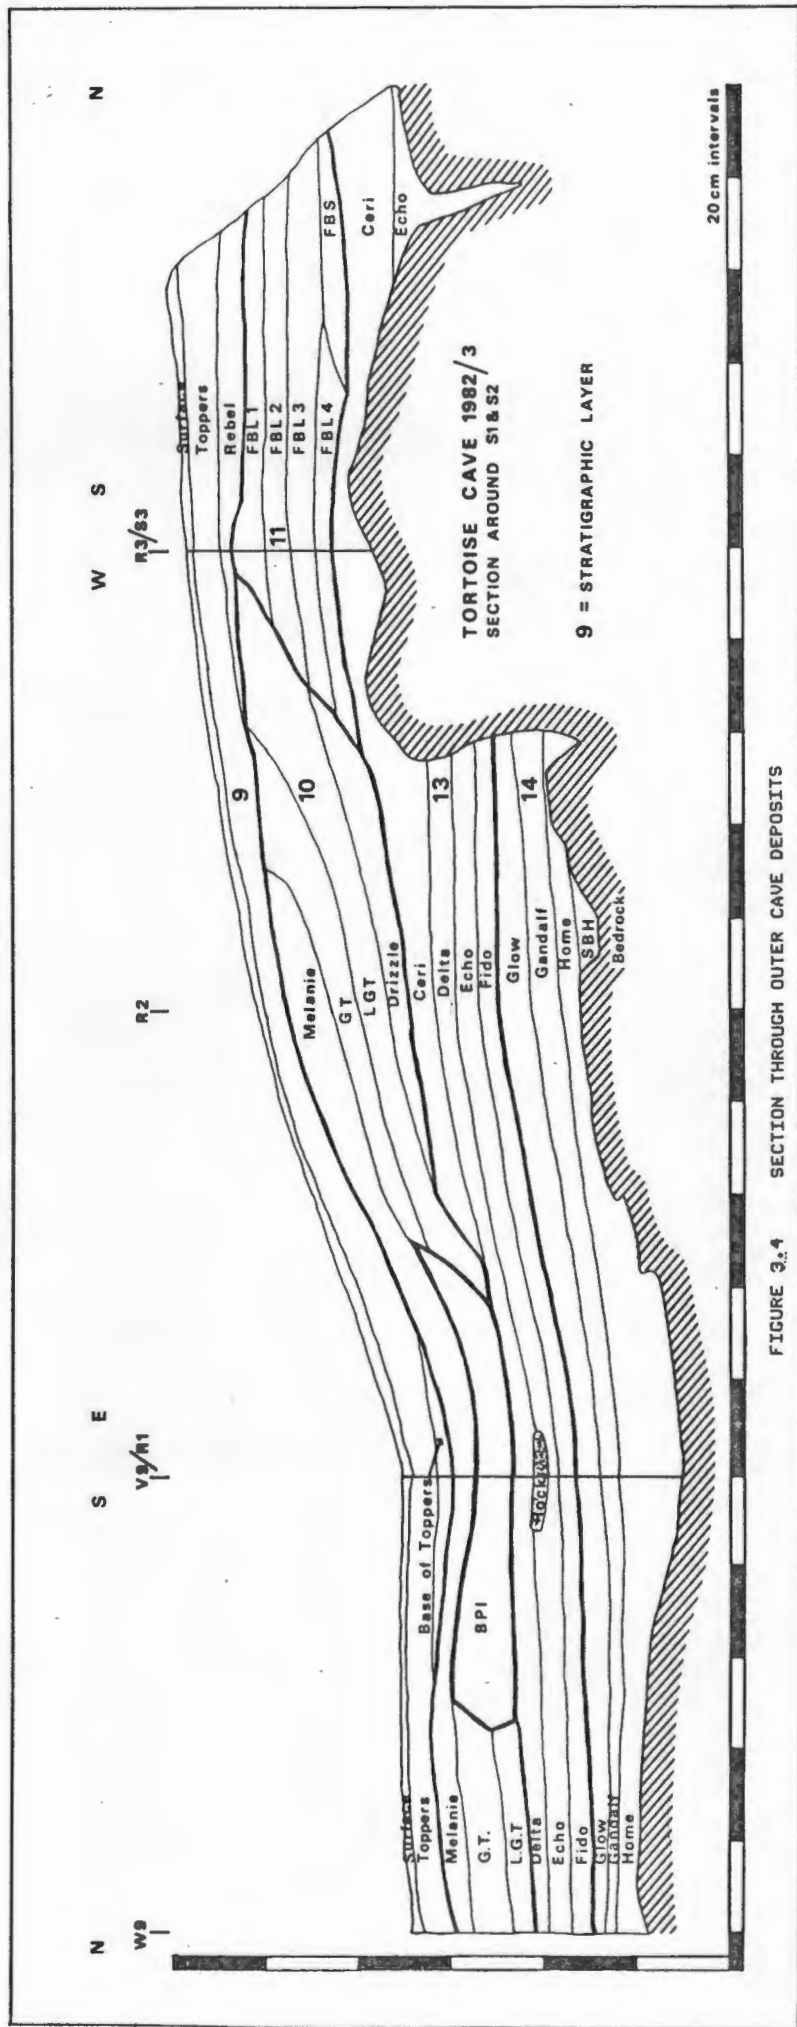 N
S E
W S
N
W9
V9/R1
R2
R3/S3
Surface
Toppers
Melanie
G.T.
L.G.T
Delta
Echo
Fido
Glow
Gandalf
Home
Base of Toppers
BPI
Rock
Melanie
GT
LGT
Drizzle
Ceri
Delta
Echo
Fido
Glow
Gandalf
Home
SBH
Bedrock
9
10
11
13
14
Surface
Toppers
Rebel
FBL 1
FBL 2
FBL 3
FBL 4
FBS
Ceri
Echo
TORTOISE CAVE 1982/3
SECTION AROUND S1 & S2
9 = STRATIGRAPHIC LAYER
20 cm intervals
FIGURE 3.4 SECTION THROUGH OUTER CAVE DEPOSITS